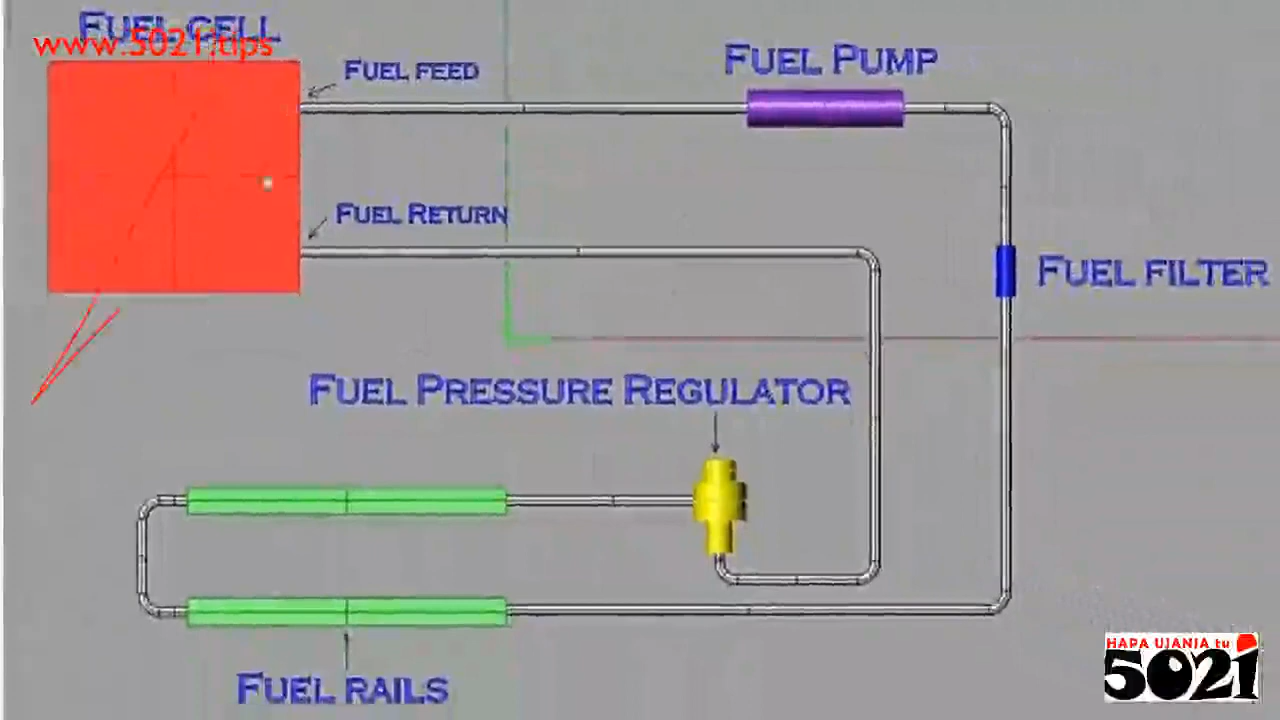 FUEL CELL
www.5021.tips
FUEL FEED
FUEL PUMP
FUEL RETURN
FUEL FILTER
FUEL PRESSURE REGULATOR
FUEL RAILS
HAPA UJANJA tu
5021